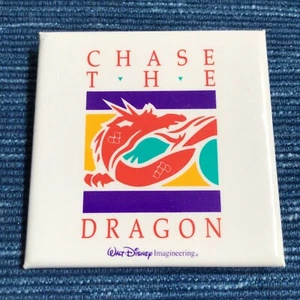 CHASE
THE
DRAGON
Walt Disney Imagineering®